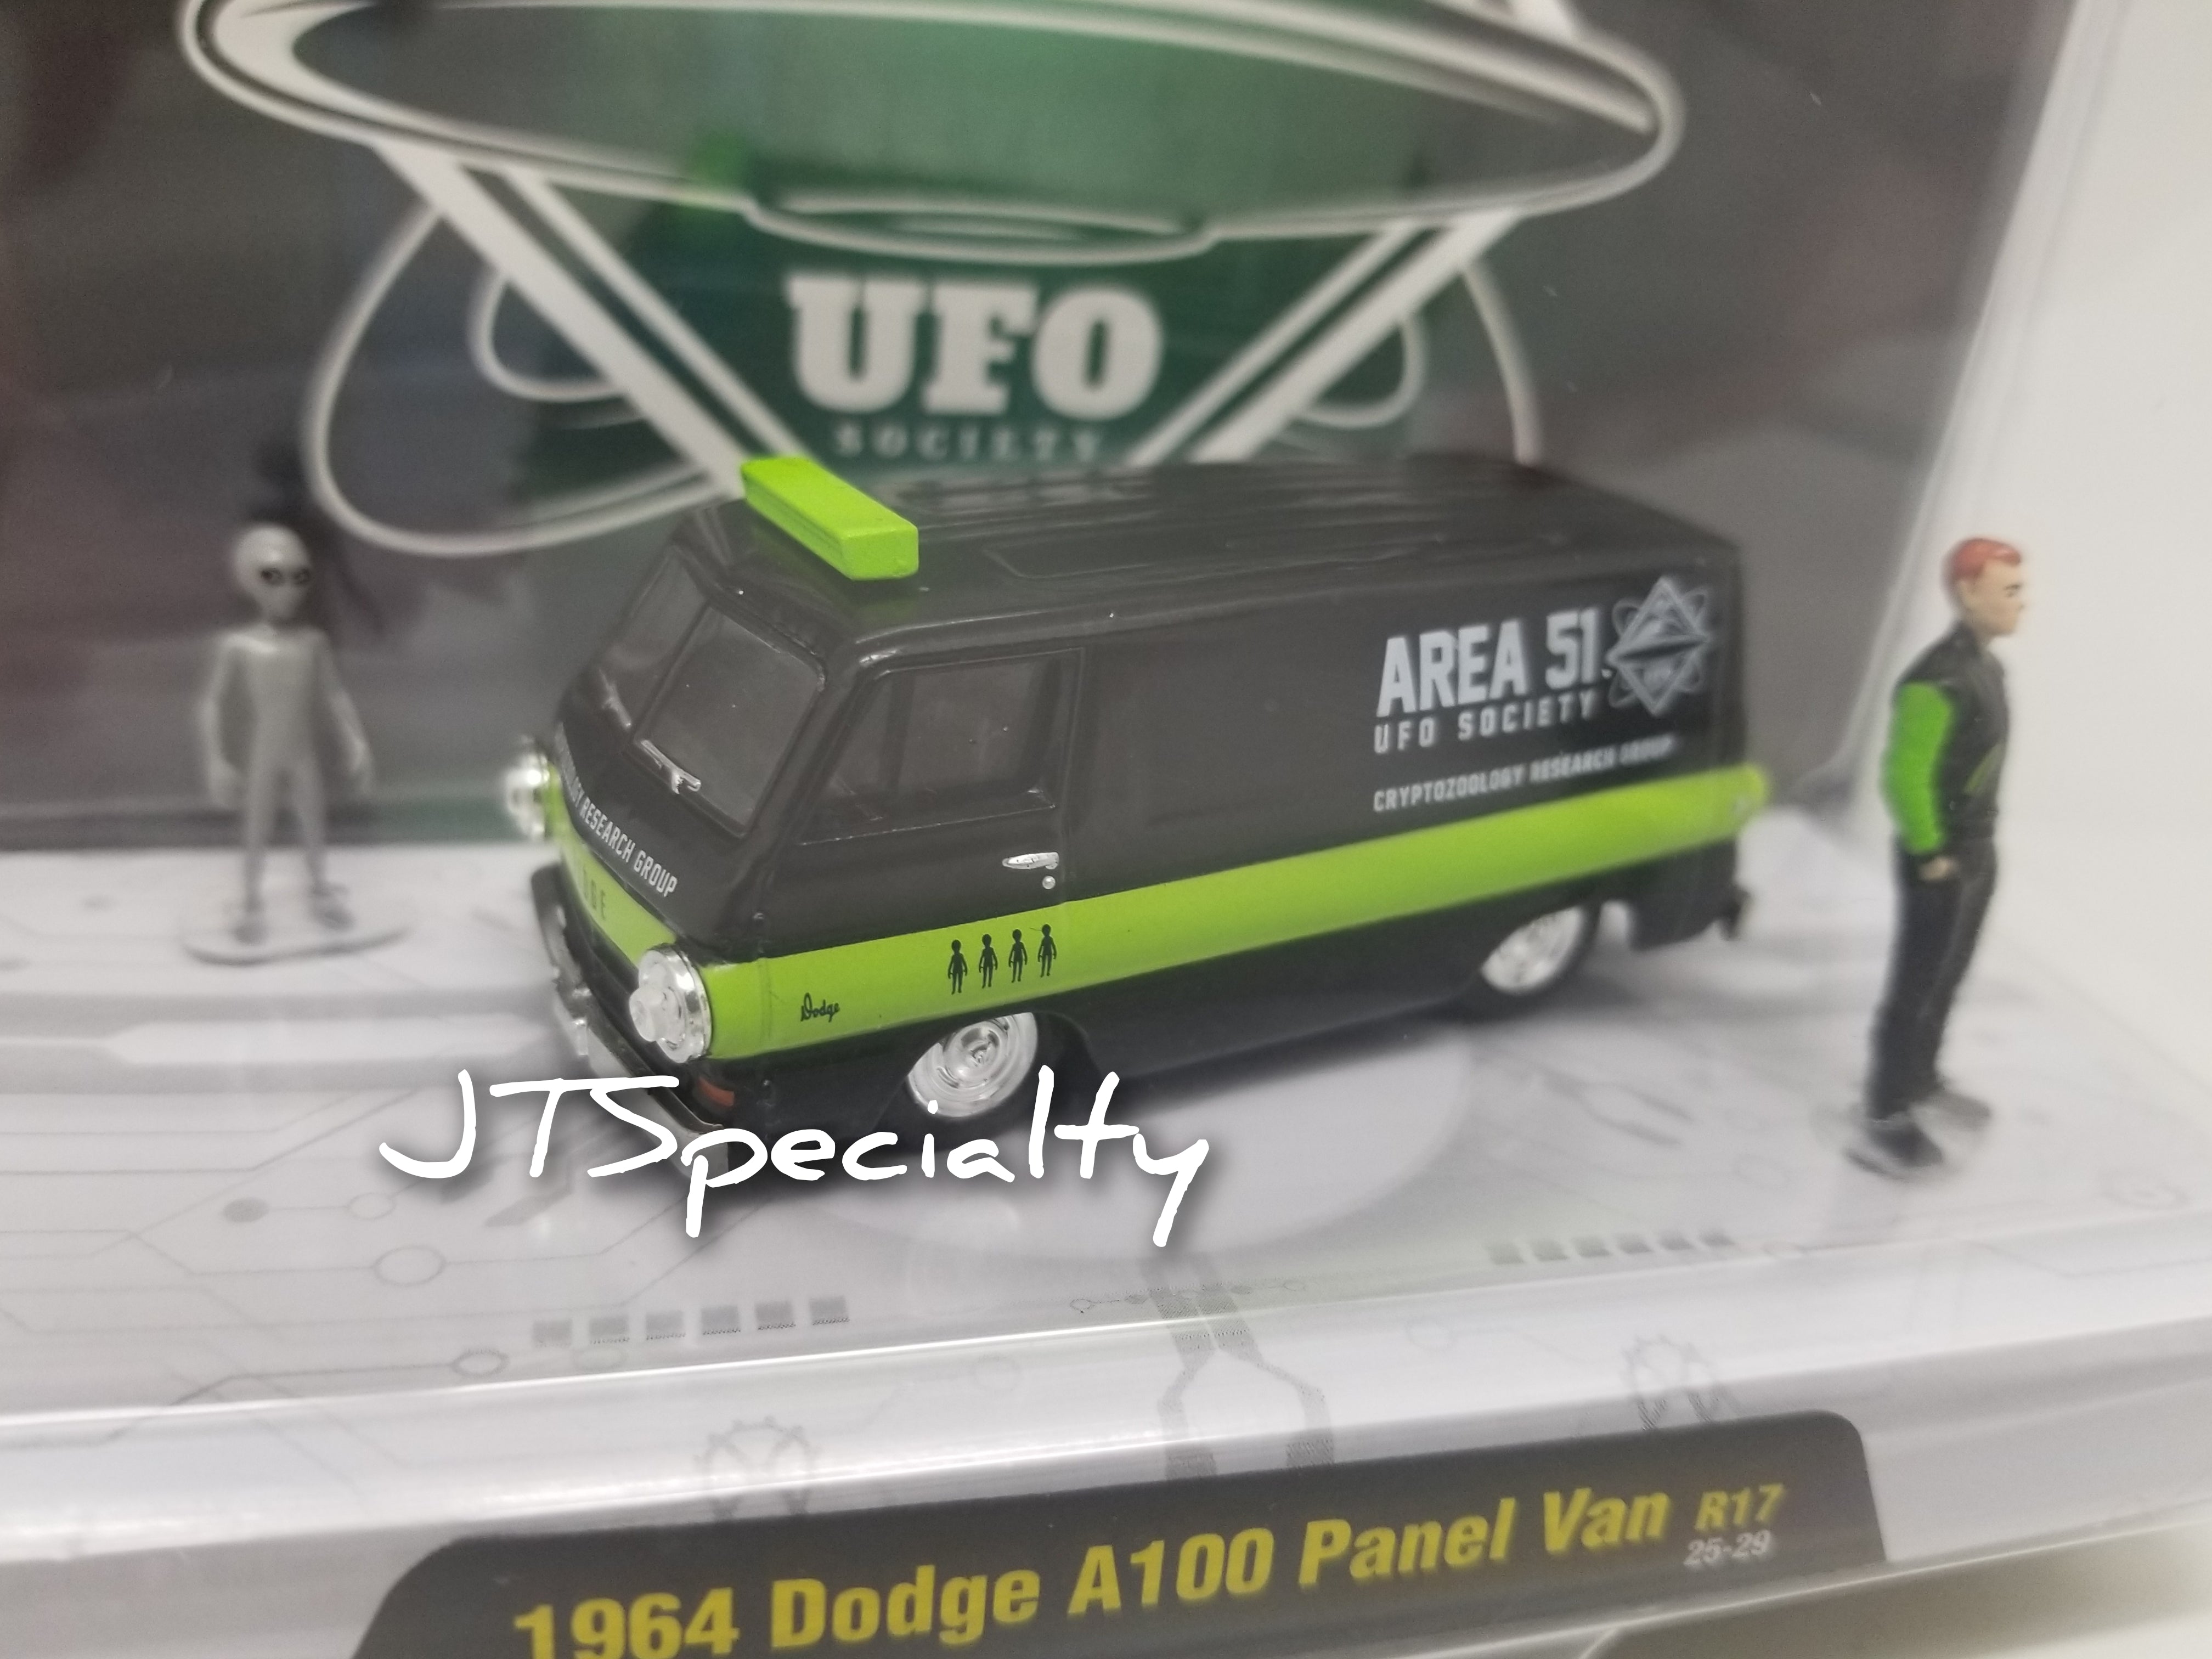 UFO
SOCIETY
AREA 51
UFO SOCIETY
CRYPTOZOOLOGY RESEARCH GROUP
RESEARCH GROUP
Dodge
JTSpecialty
1964 Dodge A100 Panel Van R17
25-29